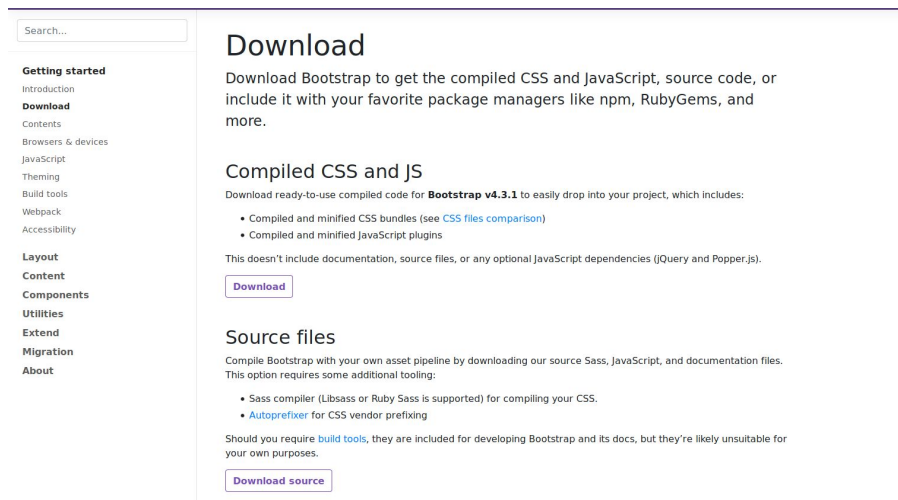 Search...
Getting started
Introduction
Download
Contents
Browsers & devices
JavaScript
Theming
Build tools
Webpack
Accessibility
Layout
Content
Components
Utilities
Extend
Migration
About
Download
Download Bootstrap to get the compiled CSS and JavaScript, source code, or
include it with your favorite package managers like npm, RubyGems, and
more.
Compiled CSS and JS
Download ready-to-use compiled code for Bootstrap v4.3.1 to easily drop into your project, which includes:
• Compiled and minified CSS bundles (see CSS files comparison)
• Compiled and minified JavaScript plugins
This doesn’t include documentation, source files, or any optional JavaScript dependencies (jQuery and Popper.js).
Download
Source files
Compile Bootstrap with your own asset pipeline by downloading our source Sass, JavaScript, and documentation files.
This option requires some additional tooling:
• Sass compiler (Libsass or Ruby Sass is supported) for compiling your CSS.
• Autoprefixer for CSS vendor prefixing
Should you require build tools, they are included for developing Bootstrap and its docs, but they’re likely unsuitable for
your own purposes.
Download source